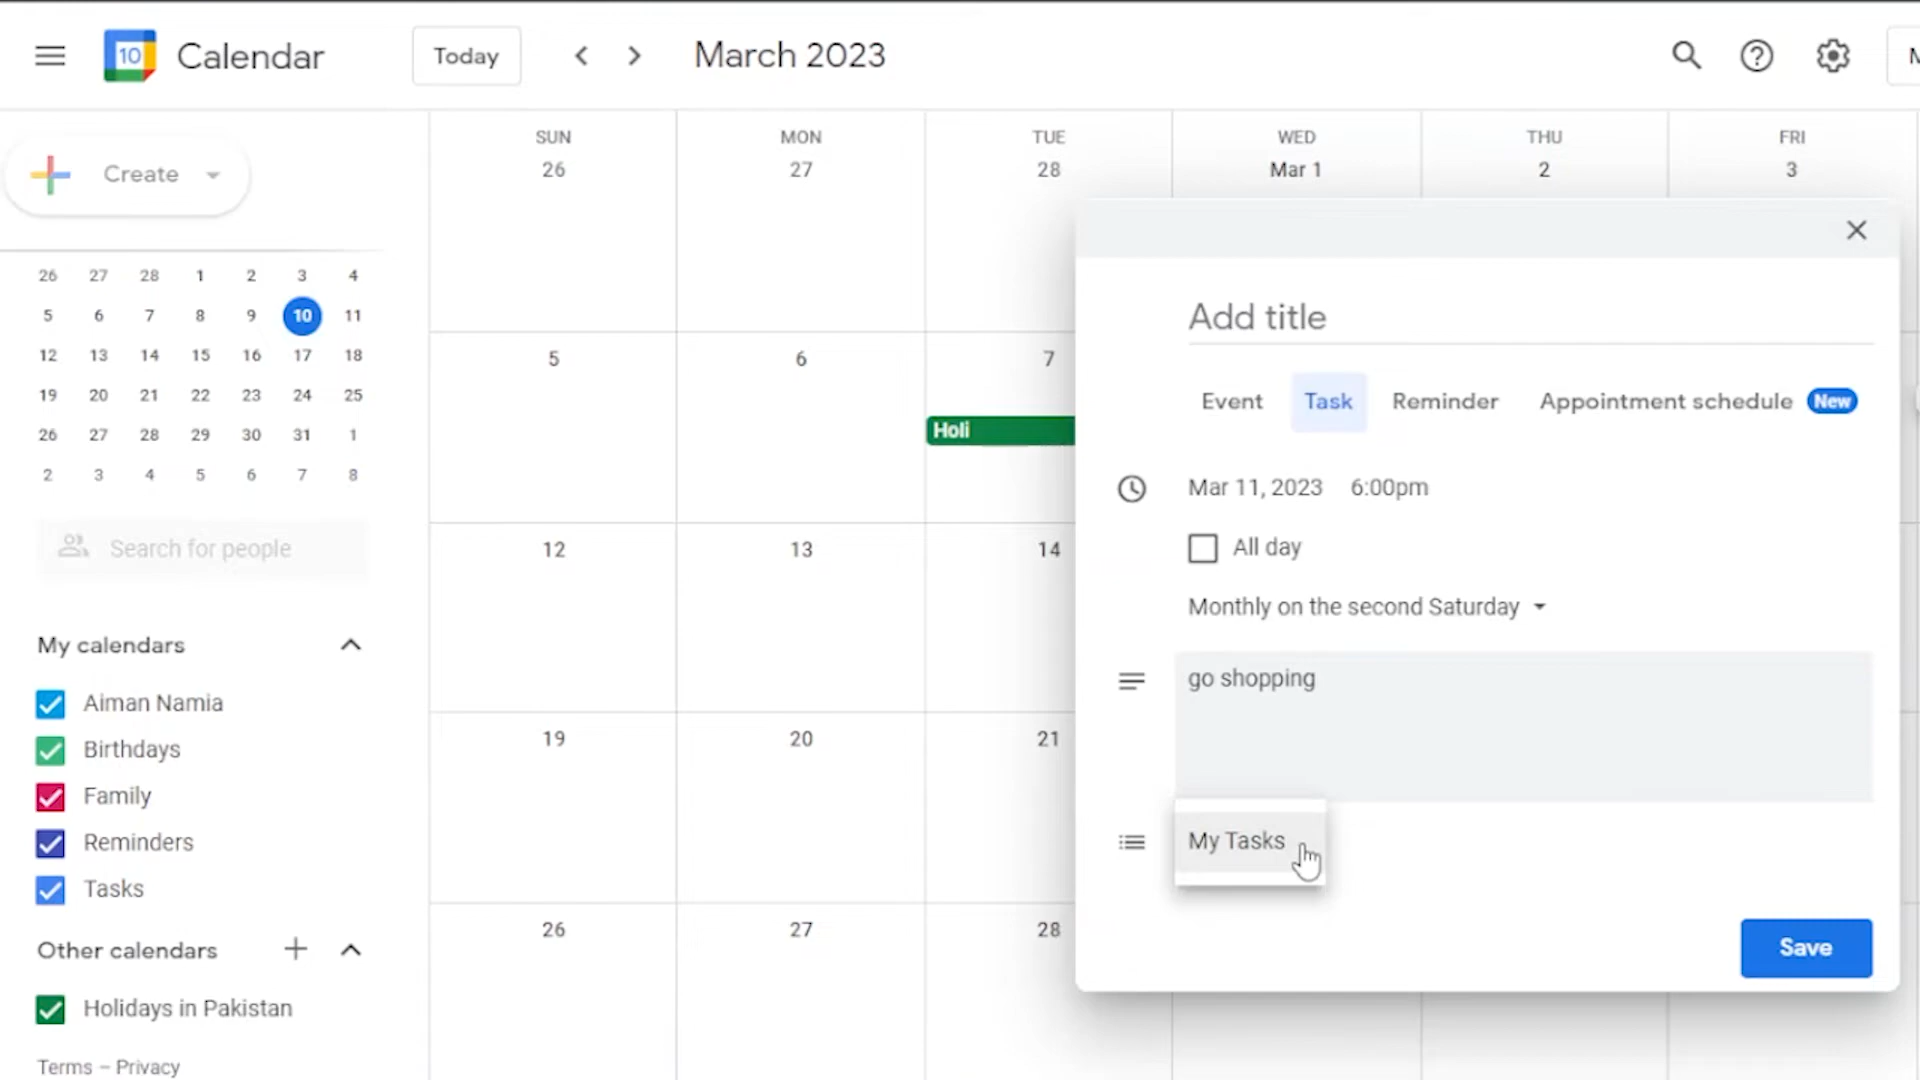 10 Calendar Today March 2023
SUN MON TUE WED THU FRI
26 27 28 Mar 1 2 3
Create
26 27 28 1 2 3 4
5 6 7 8 9 10 11
12 13 14 15 16 17 18
19 20 21 22 23 24 25
26 27 28 29 30 31 1
2 3 4 5 6 7 8
Search for people
My calendars
Aiman Namia
Birthdays
Family
Reminders
Tasks
Other calendars
Holidays in Pakistan
Terms – Privacy
5 6 7
Holi
12 13 14
19 20 21
26 27 28
Add title
Event Task Reminder Appointment schedule New
Mar 11, 2023 6:00pm
All day
Monthly on the second Saturday
go shopping
My Tasks
Save